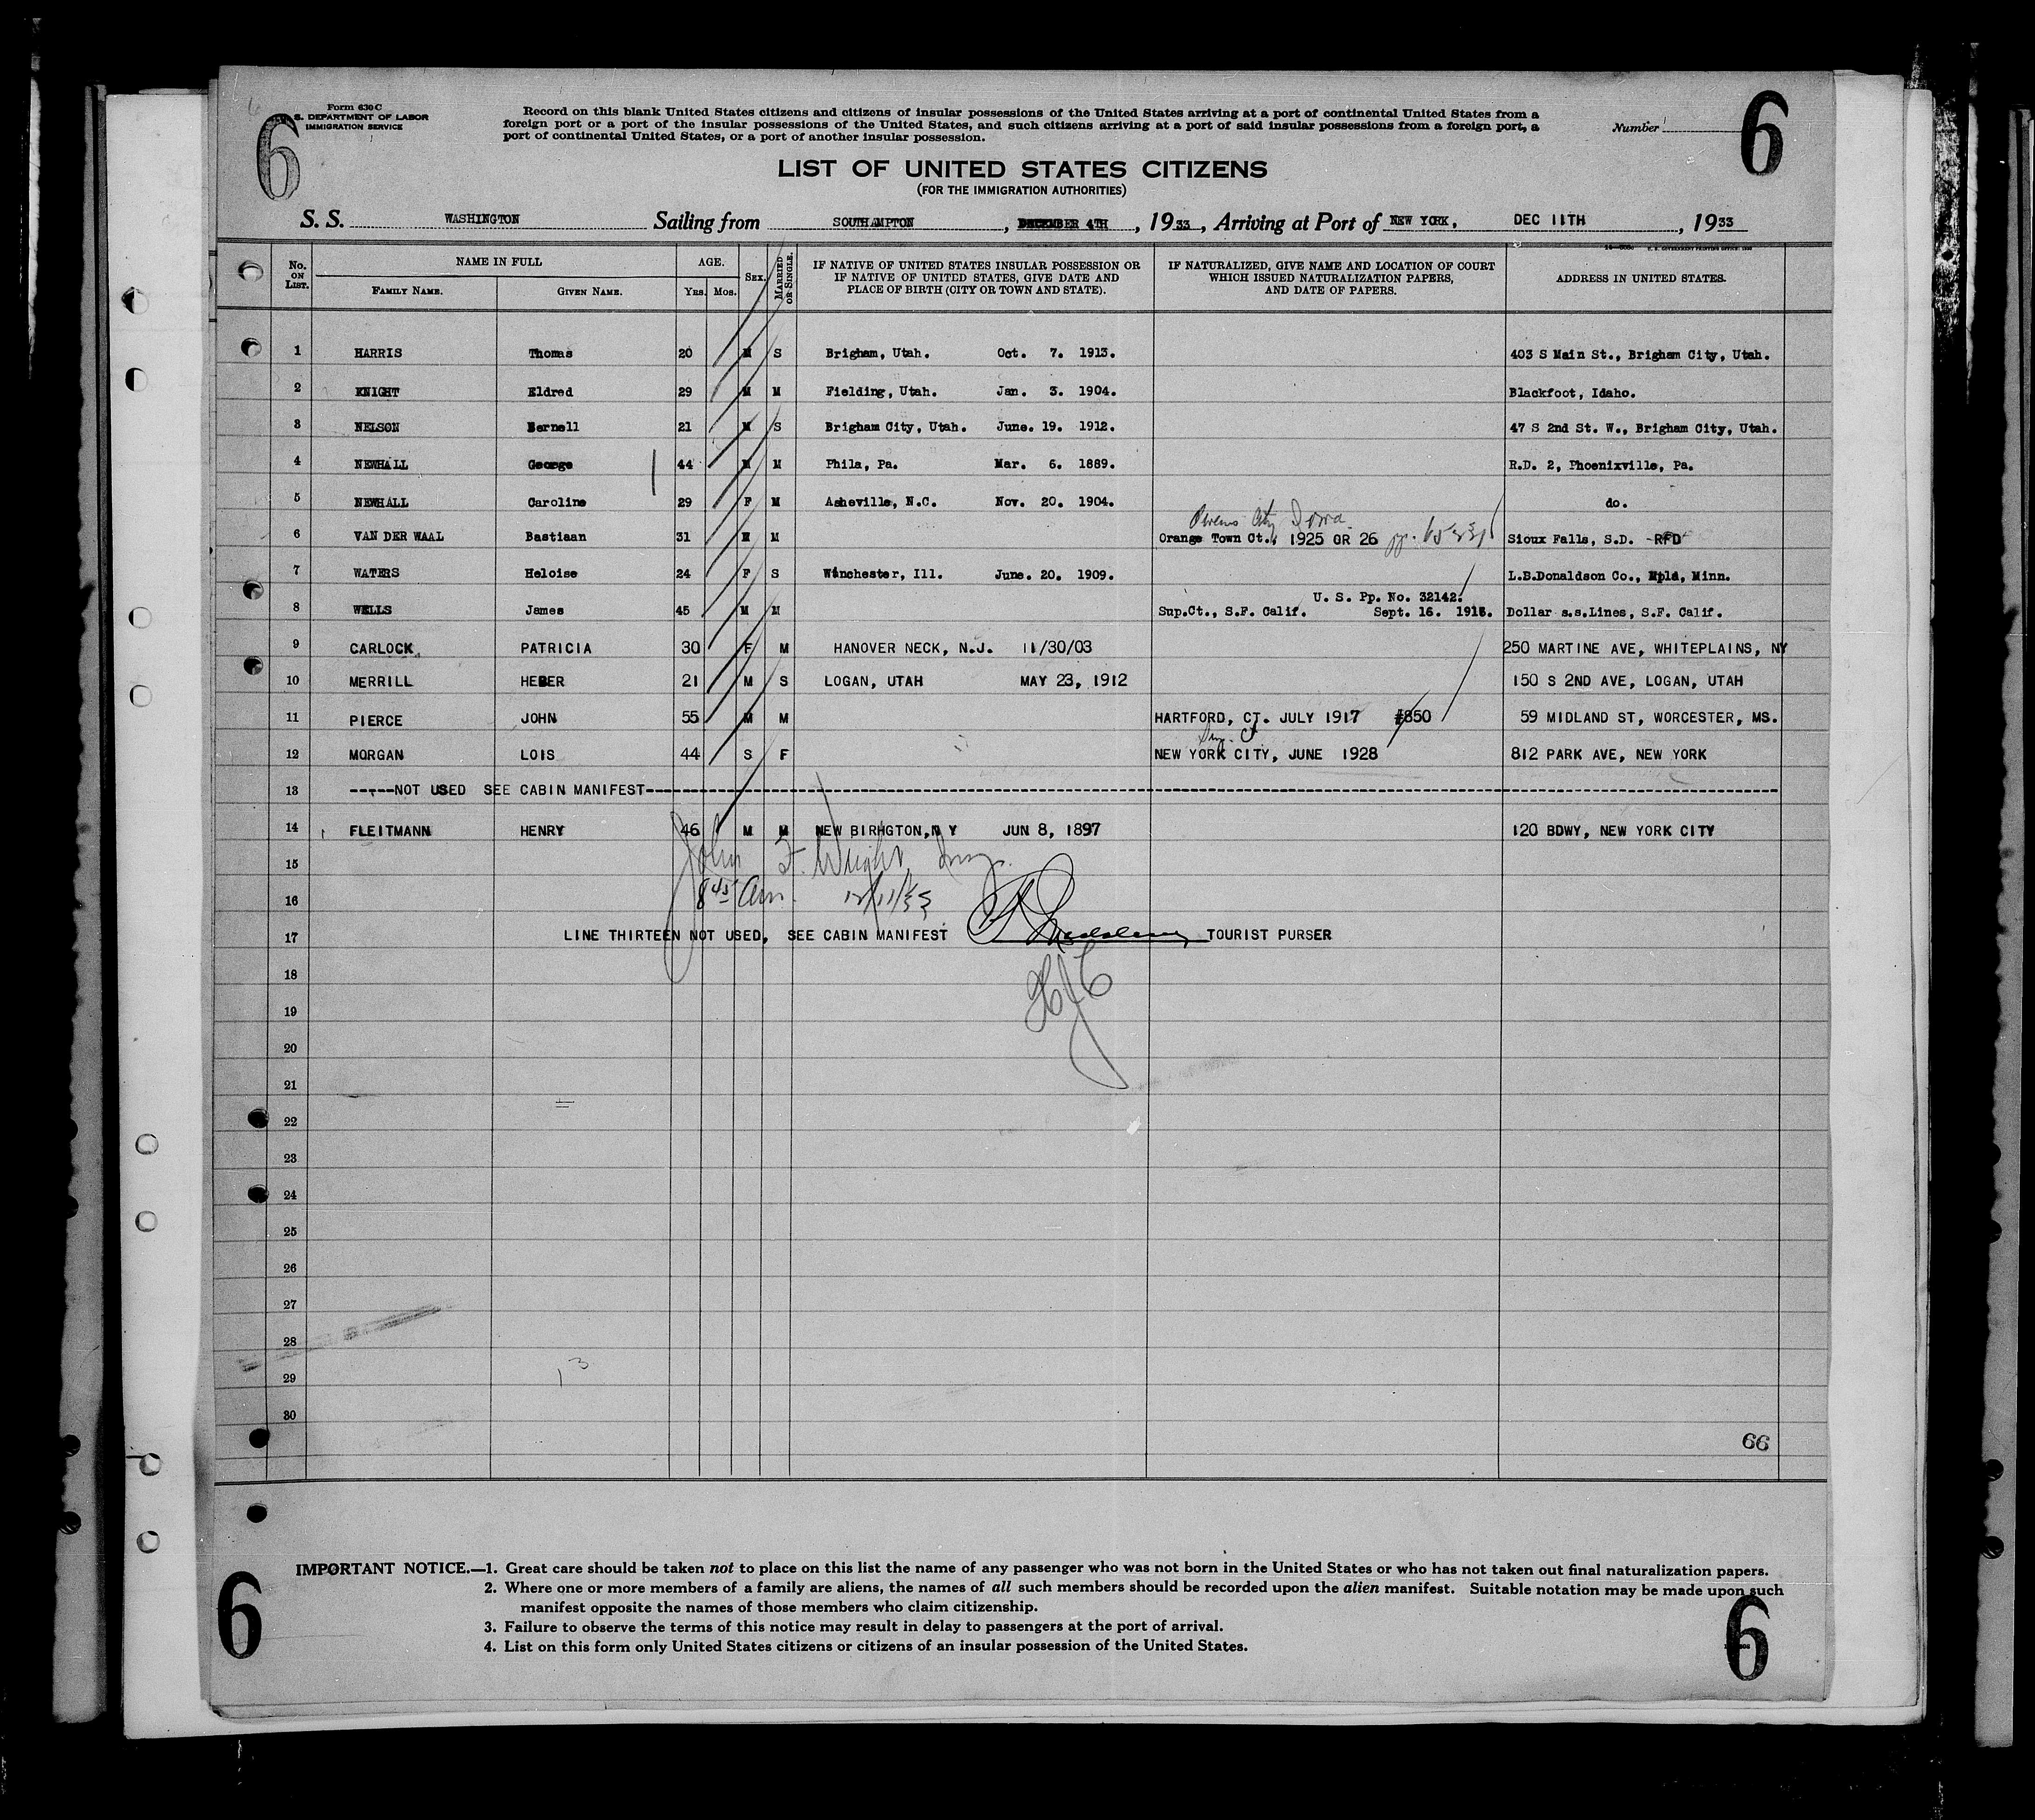 6
Form 630 C
U. S. DEPARTMENT OF LABOR
IMMIGRATION SERVICE
Record on this blank United States citizens and citizens of insular possessions of the United States arriving at a port of continental United States from a
foreign port or a port of the insular possessions of the United States, and such citizens arriving at a port of said insular possessions from a foreign port, a
port of continental United States, or a port of another insular possession.
Number
6
LIST OF UNITED STATES CITIZENS
(FOR THE IMMIGRATION AUTHORITIES)
S. S. WASHINGTON Sailing from SOUTHAMPTON, DECEMBER 4TH, 1933, Arriving at Port of NEW YORK, DEC 11TH, 1933
No. ON LIST. NAME IN FULL FAMILY NAME. GIVEN NAME. AGE. YRS. MOS. SEX. MARRIED OR SINGLE. IF NATIVE OF UNITED STATES INSULAR POSSESSION OR IF NATIVE OF UNITED STATES, GIVE DATE AND PLACE OF BIRTH (CITY OR TOWN AND STATE). IF NATURALIZED, GIVE NAME AND LOCATION OF COURT WHICH ISSUED NATURALIZATION PAPERS, AND DATE OF PAPERS. ADDRESS IN UNITED STATES.
1 HARRIS Thomas 20 M S Brigham, Utah. Oct. 7. 1913. 403 S Main St., Brigham City, Utah.
2 KNIGHT Eldred 29 M M Fielding, Utah. Jan. 3. 1904. Blackfoot, Idaho.
3 NELSON Bernell 21 M S Brigham City, Utah. June. 19. 1912. 47 S 2nd St. W., Brigham City, Utah.
4 NEWHALL George 44 M M Phila, Pa. Mar. 6. 1889. R.D. 2, Phoenixville, Pa.
5 NEWHALL Caroline 29 F M Asheville, N.C. Nov. 20. 1904. do.
City Iowa.
6 VAN DER WAAL Bastiaan 31 M M Orange Town Ct., 1925 OR 26 Sioux Falls, S.D. RFD
7 WATERS Heloise 24 F S Winchester, Ill. June. 20. 1909. L.B.Donaldson Co., Mpls, Minn.
U. S. Pp. No. 32142.
8 WELLS James 45 M M Sup.Ct., S.F. Calif. Sept. 16. 1918. Dollar s.s.Lines, S.F. Calif.
9 CARLOCK PATRICIA 30 F M HANOVER NECK, N.J. 11/30/03 250 MARTINE AVE, WHITEPLAINS, NY
10 MERRILL HEBER 21 M S LOGAN, UTAH MAY 23, 1912 150 S 2ND AVE, LOGAN, UTAH
11 PIERCE JOHN 55 M M HARTFORD, CT. JULY 1917 #850 59 MIDLAND ST, WORCESTER, MS.
12 MORGAN LOIS 44 S F NEW YORK CITY, JUNE 1928 812 PARK AVE, NEW YORK
13 -----NOT USED SEE CABIN MANIFEST-----
14 FLEITMANN HENRY 46 M M NEW BIRHGTON,N Y JUN 8, 1897 120 BDWY, NEW YORK CITY
15 John F. Wright, Insp.
16 8 45 Am. 12/11/33
17 LINE THIRTEEN NOT USED, SEE CABIN MANIFEST TOURIST PURSER
18
19
20
21
22
23
24
25
26
27
28
29
30
66
IMPORTANT NOTICE.—1. Great care should be taken not to place on this list the name of any passenger who was not born in the United States or who has not taken out final naturalization papers.
2. Where one or more members of a family are aliens, the names of all such members should be recorded upon the alien manifest. Suitable notation may be made upon such
manifest opposite the names of those members who claim citizenship.
3. Failure to observe the terms of this notice may result in delay to passengers at the port of arrival.
4. List on this form only United States citizens or citizens of an insular possession of the United States.
6
6